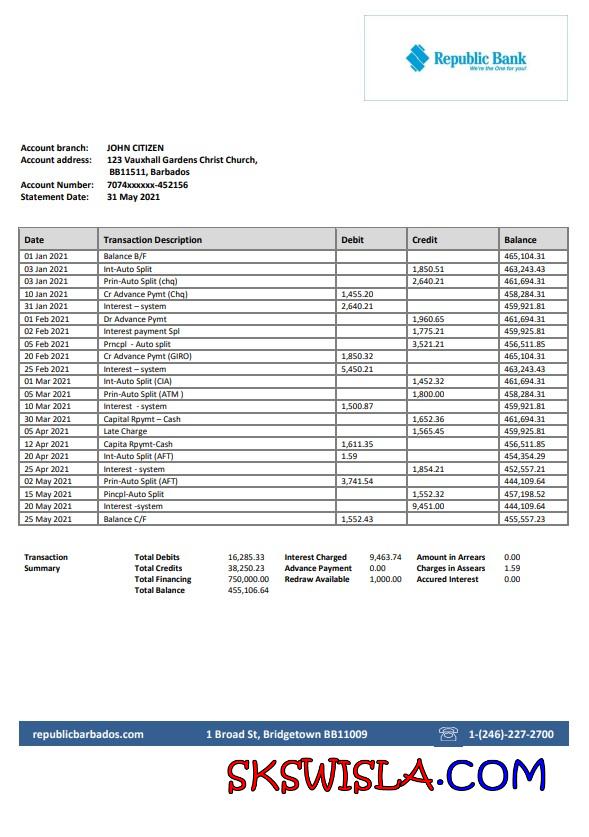 Republic Bank
We're the One for you!
Account branch: JOHN CITIZEN
Account address: 123 Vauxhall Gardens Christ Church,
BB11511, Barbados
Account Number: 7074xxxxxx-452156
Statement Date: 31 May 2021
Date Transaction Description Debit Credit Balance
01 Jan 2021 Balance B/F 465,104.31
03 Jan 2021 Int-Auto Split 1,850.51 463,243.43
03 Jan 2021 Prin-Auto Split (chq) 2,640.21 461,694.31
10 Jan 2021 Cr Advance Pymt (Chq) 1,455.20 458,284.31
31 Jan 2021 Interest – system 2,640.21 459,921.81
01 Feb 2021 Dr Advance Pymt 1,960.65 461,694.31
02 Feb 2021 Interest payment Spl 1,775.21 459,925.81
05 Feb 2021 Prncpl - Auto split 3,521.21 456,511.85
20 Feb 2021 Cr Advance Pymt (GIRO) 1,850.32 465,104.31
25 Feb 2021 Interest – system 5,450.21 463,243.43
01 Mar 2021 Int-Auto Split (CIA) 1,452.32 461,694.31
05 Mar 2021 Prin-Auto Split (ATM ) 1,800.00 458,284.31
10 Mar 2021 Interest - system 1,500.87 459,921.81
30 Mar 2021 Capital Rpymt – Cash 1,652.36 461,694.31
05 Apr 2021 Late Charge 1,565.45 459,925.81
12 Apr 2021 Capita Rpymt-Cash 1,611.35 456,511.85
20 Apr 2021 Int-Auto Split (AFT) 1.59 454,354.29
25 Apr 2021 Interest - system 1,854.21 452,557.21
02 May 2021 Prin-Auto Split (AFT) 3,741.54 444,109.64
15 May 2021 Pincpl-Auto Split 1,552.32 457,198.52
20 May 2021 Interest -system 9,451.00 444,109.64
25 May 2021 Balance C/F 1,552.43 455,557.23
Transaction Total Debits 16,285.33 Interest Charged 9,463.74 Amount in Arrears 0.00
Summary Total Credits 38,250.23 Advance Payment 0.00 Charges in Assears 1.59
Total Financing 750,000.00 Redraw Available 1,000.00 Accured Interest 0.00
Total Balance 455,106.64
republicbarbados.com 1 Broad St, Bridgetown BB11009 1-(246)-227-2700
SKSWISLA.COM